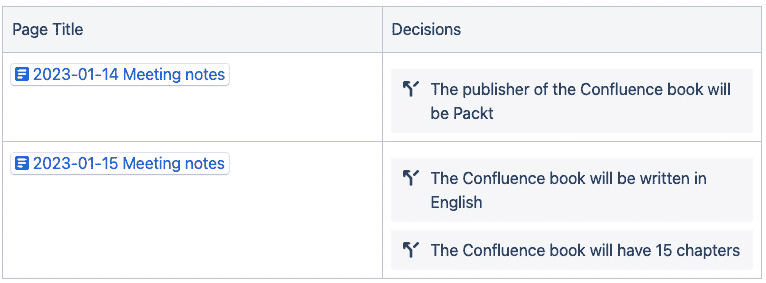 Page Title
Decisions
2023-01-14 Meeting notes
The publisher of the Confluence book will
be Packt
2023-01-15 Meeting notes
The Confluence book will be written in
English
The Confluence book will have 15 chapters